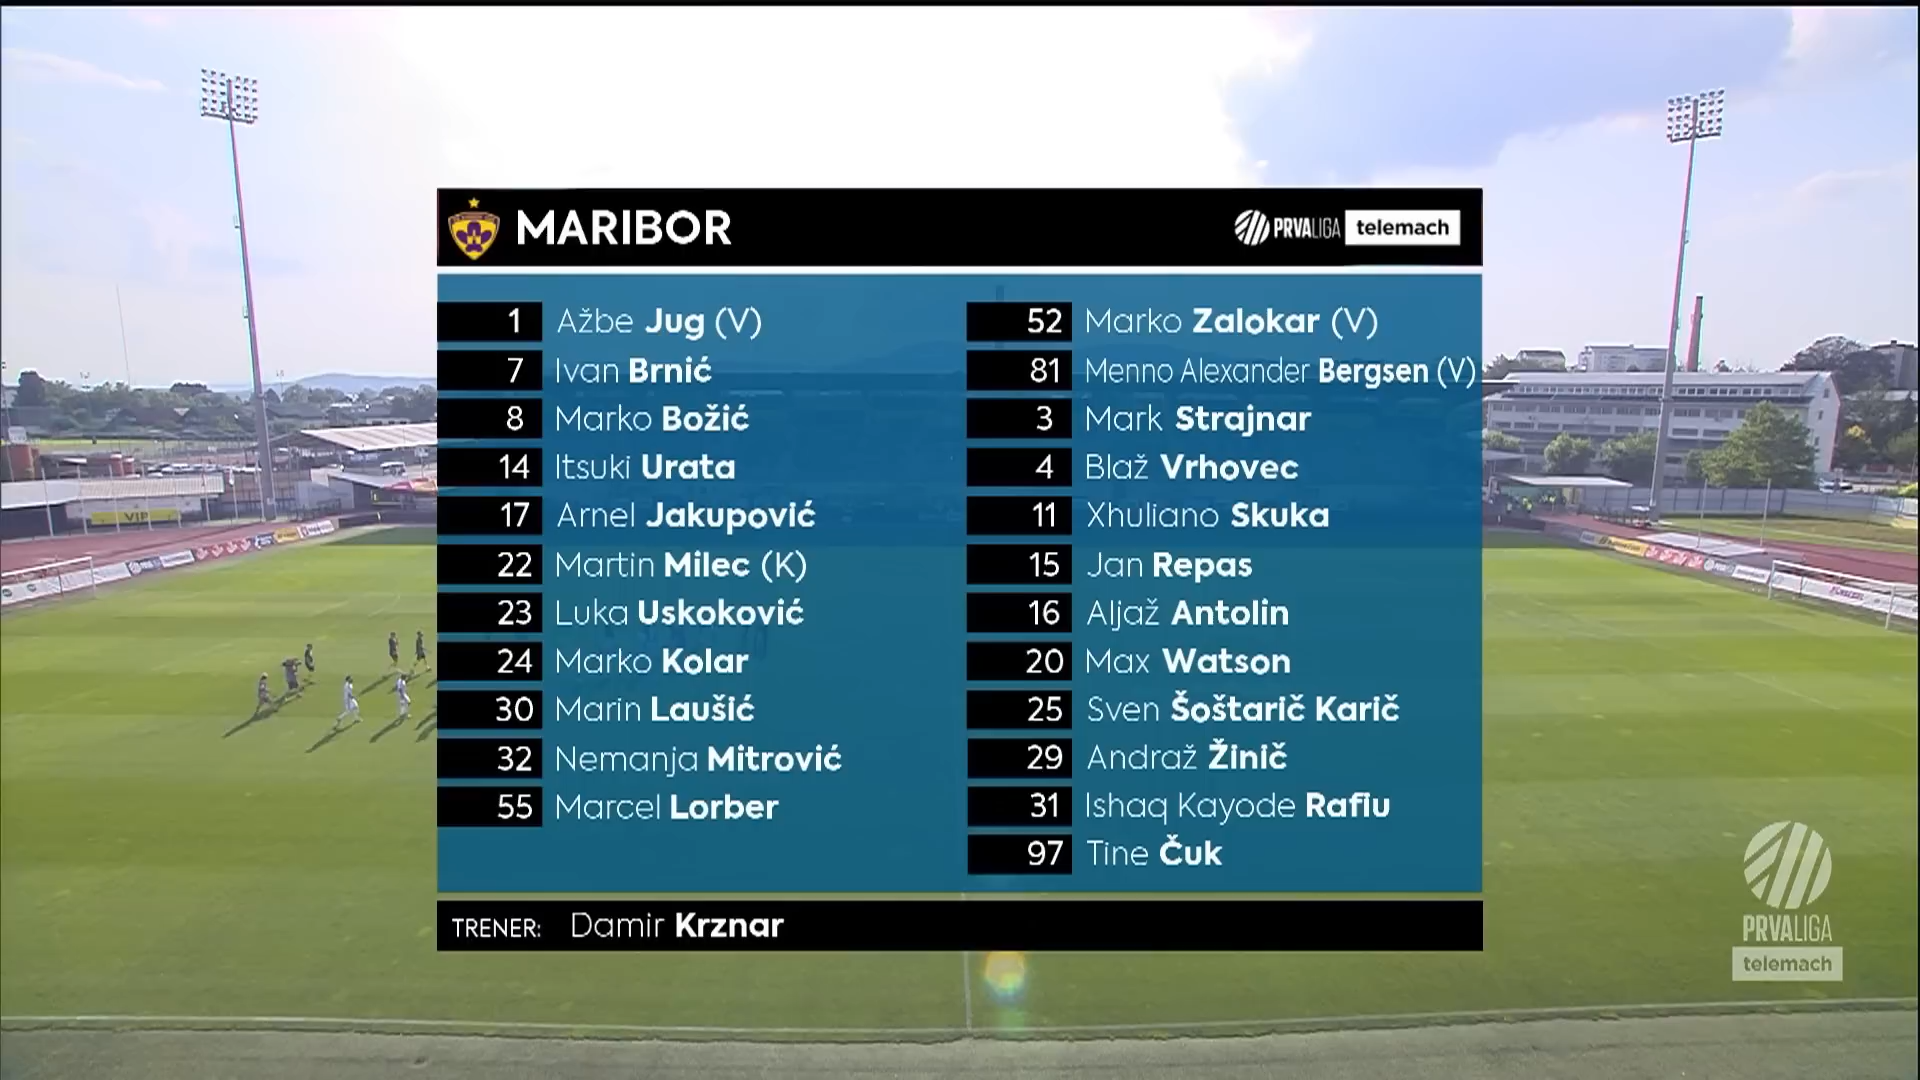 MARIBOR
PRVALIGA telemach
1 Ažbe Jug (V)
7 Ivan Brnić
8 Marko Božić
14 Itsuki Urata
17 Arnel Jakupović
22 Martin Milec (K)
23 Luka Uskoković
24 Marko Kolar
30 Marin Laušić
32 Nemanja Mitrović
55 Marcel Lorber
52 Marko Zalokar (V)
81 Menno Alexander Bergsen (V)
3 Mark Strajnar
4 Blaž Vrhovec
11 Xhuliano Skuka
15 Jan Repas
16 Aljaž Antolin
20 Max Watson
25 Sven Šoštarič Karič
29 Andraž Žinič
31 Ishaq Kayode Rafiu
97 Tine Čuk
TRENER: Damir Krznar
VIP
PRVALIGA
telemach